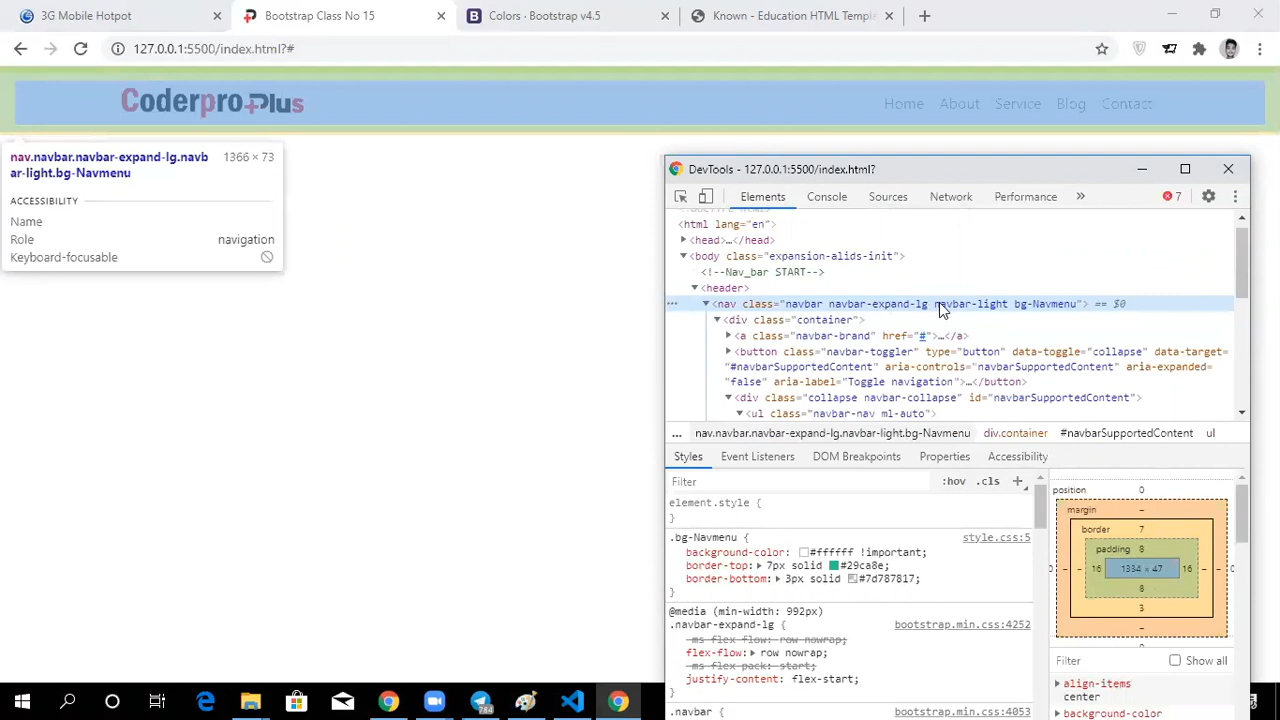 3G Mobile Hotpot
Bootstrap Class No 15
Colors · Bootstrap v4.5
Known - Education HTML Templ
127.0.0.1:5500/index.html?#
Coderpro Plus
Home About Service Blog Contact
nav.navbar.navbar-expand-lg.navb
ar-light.bg-Navmenu
1366 × 73
ACCESSIBILITY
Name
Role navigation
Keyboard-focusable
DevTools - 127.0.0.1:5500/index.html?
Elements Console Sources Network Performance » 7
<html lang="en">
<head>…</head>
<body class="expansion-alids-init">
<!--Nav_bar START-->
<header>
<nav class="navbar navbar-expand-lg navbar-light bg-Navmenu"> == $0
<div class="container">
<a class="navbar-brand" href="#">…</a>
<button class="navbar-toggler" type="button" data-toggle="collapse" data-target=
"#navbarSupportedContent" aria-controls="navbarSupportedContent" aria-expanded=
"false" aria-label="Toggle navigation">…</button>
<div class="collapse navbar-collapse" id="navbarSupportedContent">
<ul class="navbar-nav ml-auto">
... nav.navbar.navbar-expand-lg.navbar-light.bg-Navmenu div.container #navbarSupportedContent ul
Styles Event Listeners DOM Breakpoints Properties Accessibility
Filter :hov .cls +
element.style {
}
.bg-Navmenu { style.css:5
background-color: #ffffff !important;
border-top: 7px solid #29ca8e;
border-bottom: 3px solid #7d787817;
}
@media (min-width: 992px)
.navbar-expand-lg { bootstrap.min.css:4252
-ms-flex-flow: row nowrap;
flex-flow: row nowrap;
-ms-flex-pack: start;
justify-content: flex-start;
}
.navbar { bootstrap.min.css:4053
position 0
margin –
border 7
padding 8
0 – – 16 1334 × 47 16 – – 0
8
3
–
Filter Show all
align-items
center
background-color
284